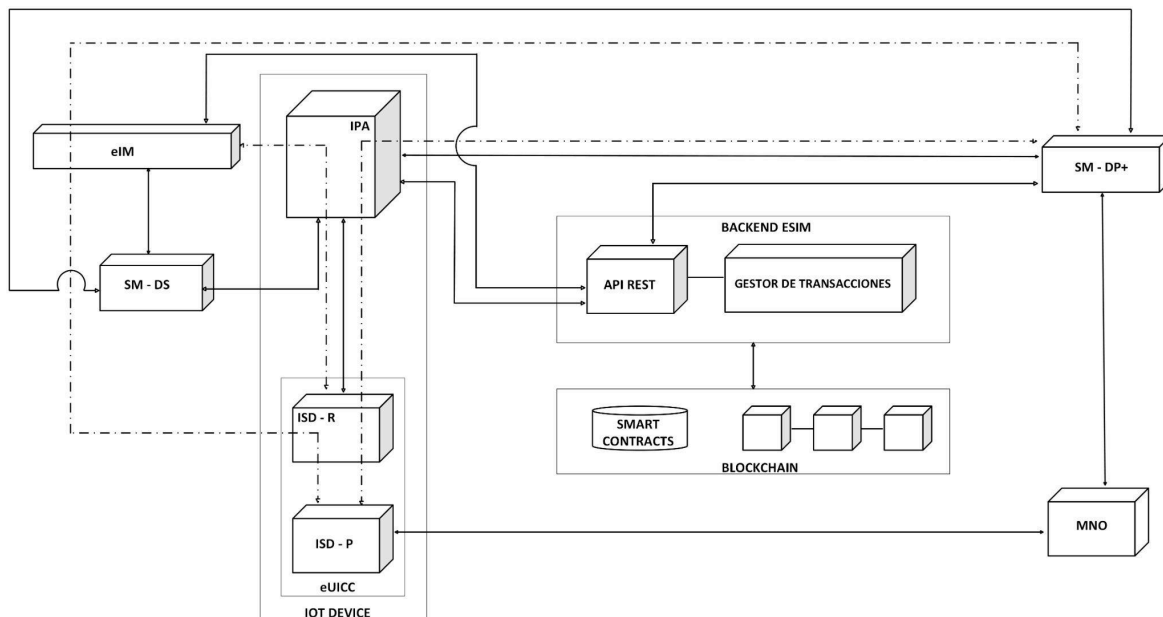 IPA
eIM
SM - DP+
BACKEND ESIM
SM - DS
API REST
GESTOR DE TRANSACCIONES
ISD - R
SMART
CONTRACTS
BLOCKCHAIN
ISD - P
MNO
eUICC
IOT DEVICE